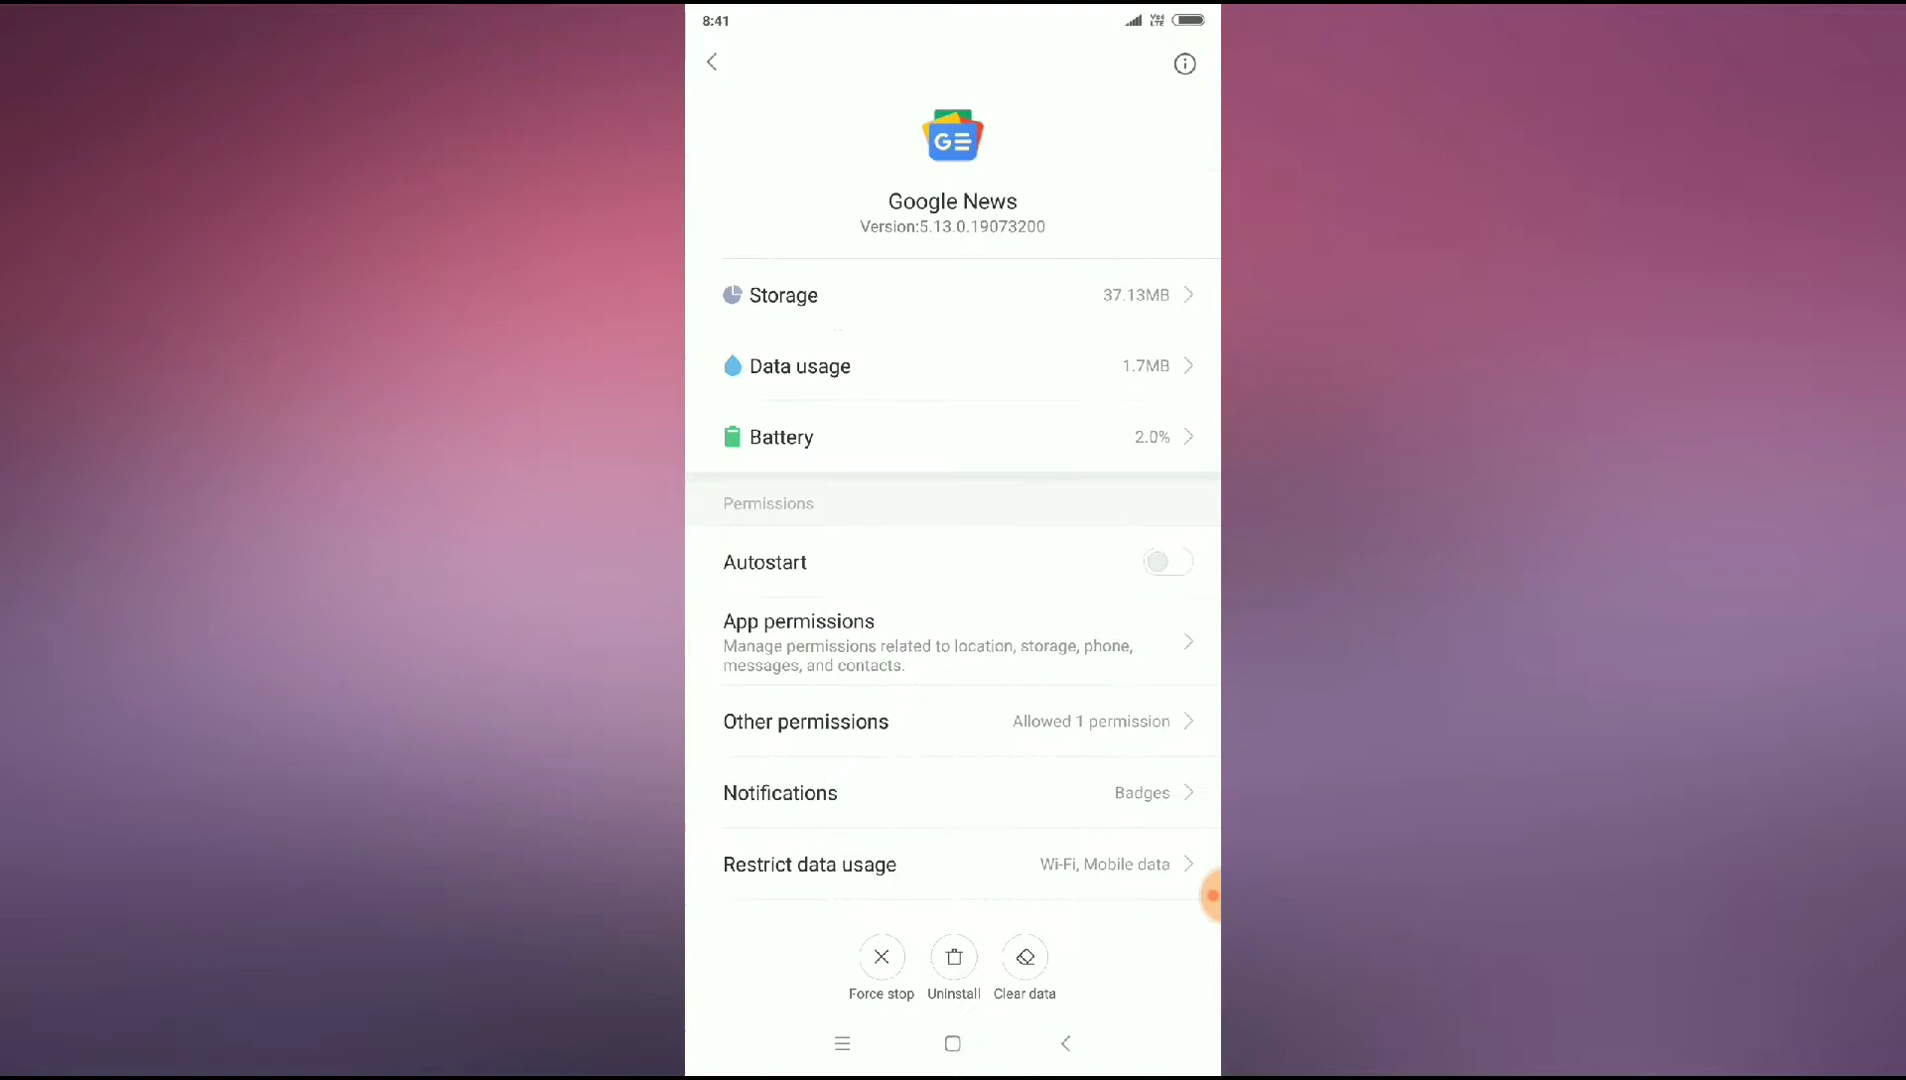 8:41
Vo)
LTE
G
Google News
Version:5.13.0.19073200
Storage 37.13MB
Data usage 1.7MB
Battery 2.0%
Permissions
Autostart
App permissions
Manage permissions related to location, storage, phone,
messages, and contacts.
Other permissions Allowed 1 permission
Notifications Badges
Restrict data usage Wi-Fi, Mobile data
Force stop Uninstall Clear data